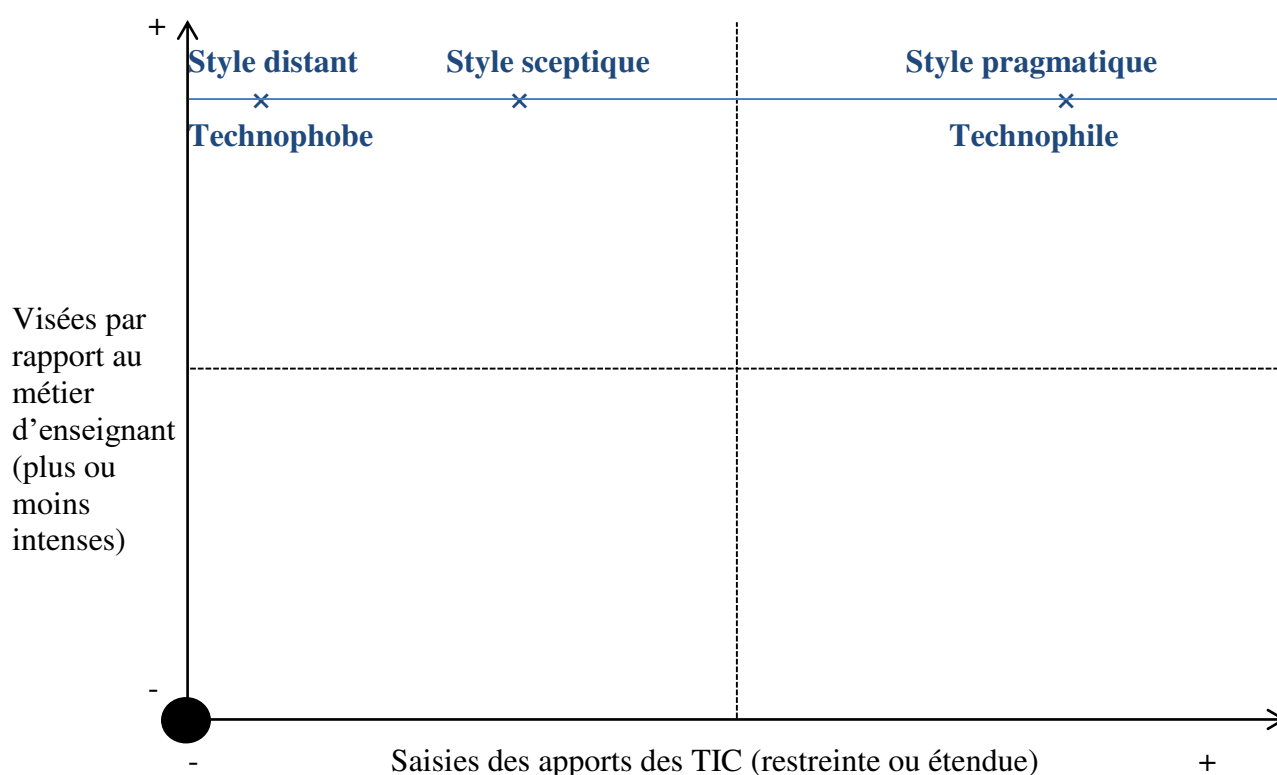 +
Style distant
Style sceptique
Style pragmatique
Technophobe
Technophile
Visées par
rapport au
métier
d’enseignant
(plus ou
moins
intenses)
-
-
Saisies des apports des TIC (restreinte ou étendue)
+